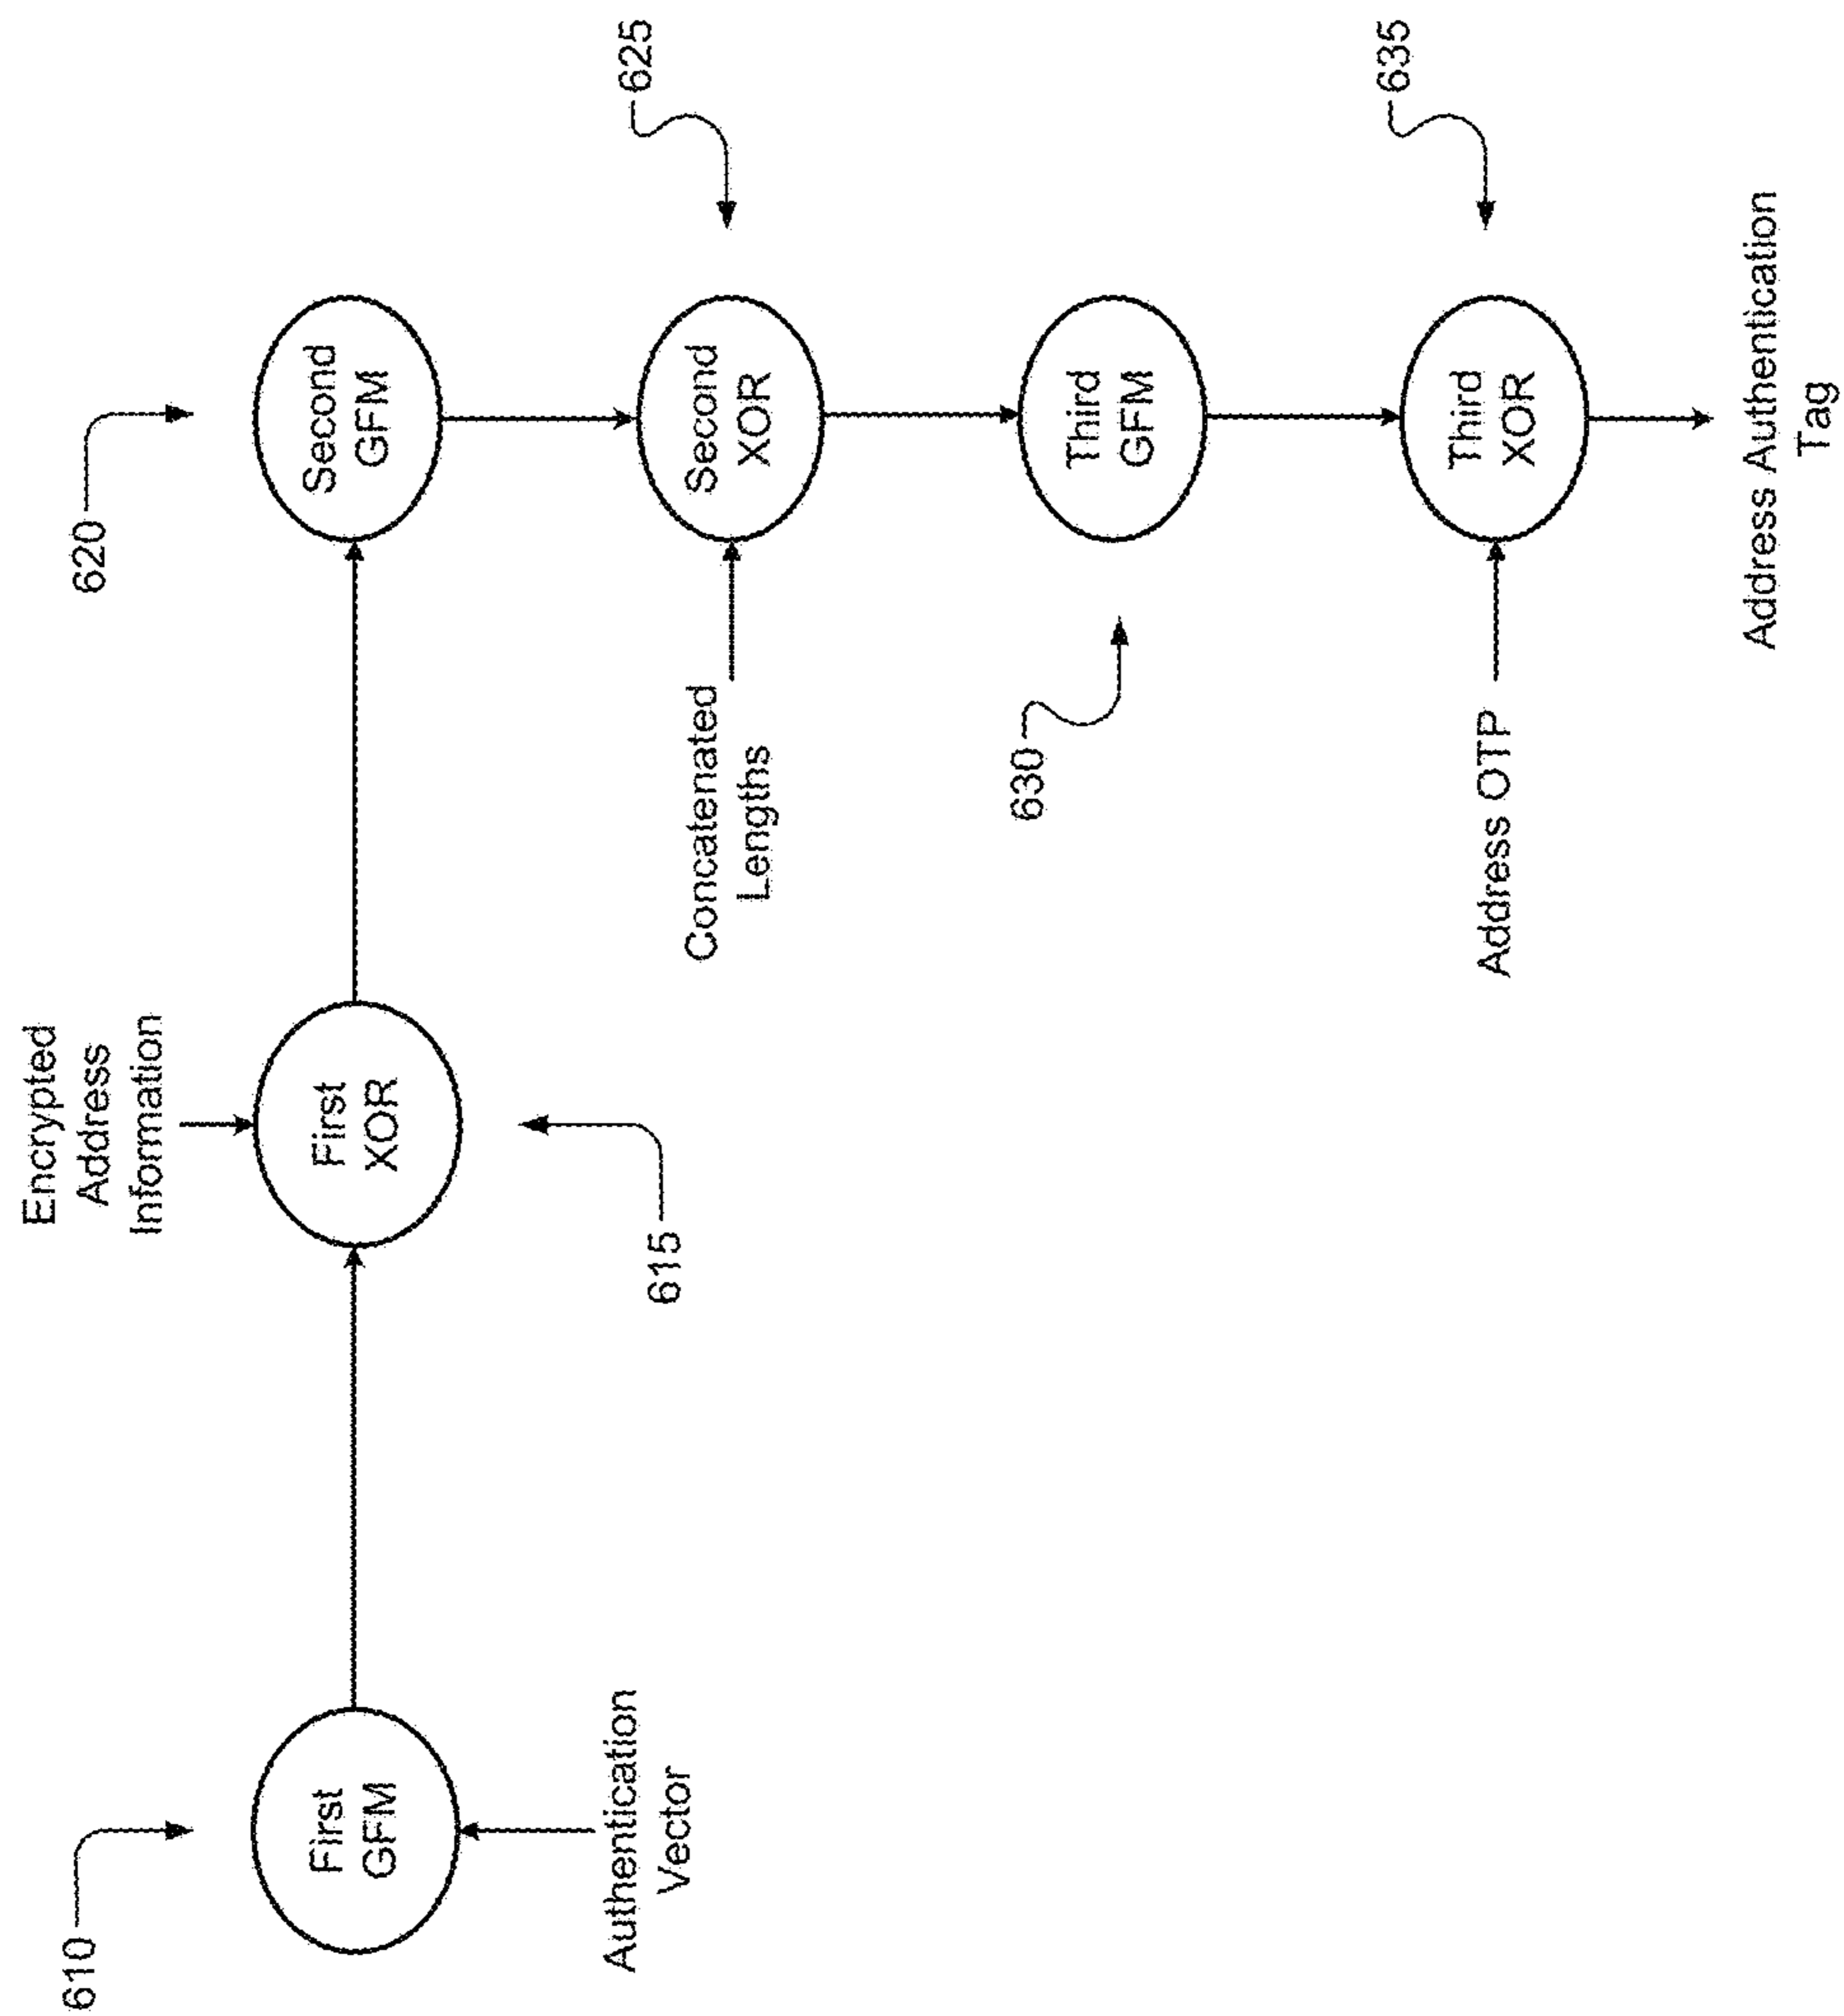 610
First
GFM
Authentication
Vector
Encrypted
Address
Information
First
XOR
615
620
Second
GFM
Concatenated
Lengths
Second
XOR
625
630
Third
GFM
Address OTP
Third
XOR
635
Address Authentication
Tag